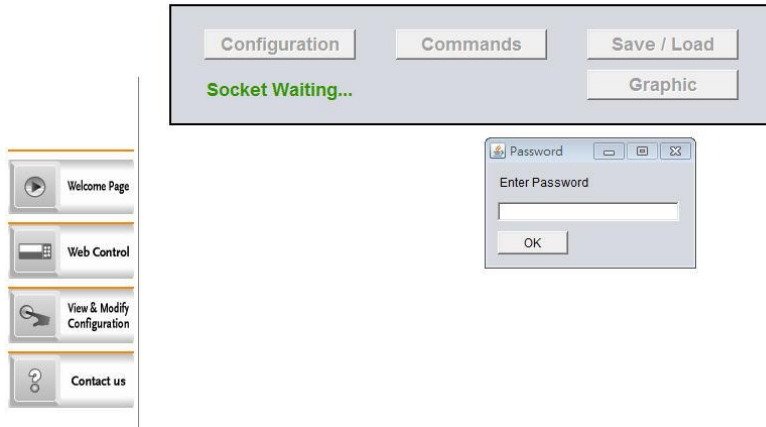 Configuration
Commands
Save / Load
Socket Waiting...
Graphic
Password
Enter Password
OK
Welcome Page
Web Control
View & Modify
Configuration
Contact us